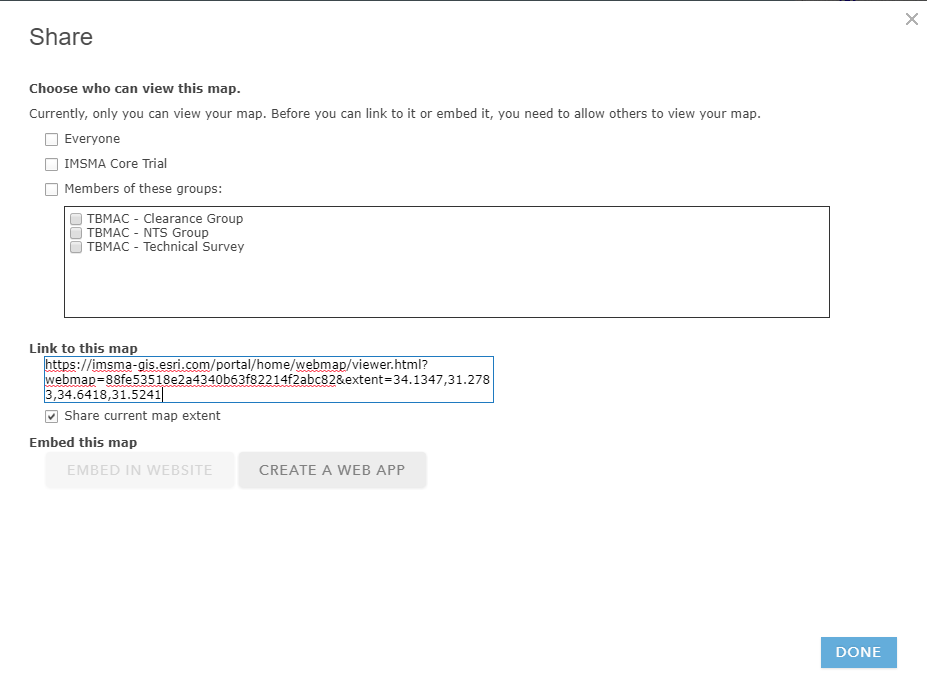 Share
Choose who can view this map.
Currently, only you can view your map. Before you can link to it or embed it, you need to allow others to view your map.
Everyone
IMSMA Core Trial
Members of these groups:
TBMAC - Clearance Group
TBMAC - NTS Group
TBMAC - Technical Survey
Link to this map
https://imsma-gis.esri.com/portal/home/webmap/viewer.html?
webmap=88fe53518e2a4340b63f82214f2abc82&extent=34.1347,31.278
3,34.6418,31.5241
Share current map extent
Embed this map
EMBED IN WEBSITE CREATE A WEB APP
DONE